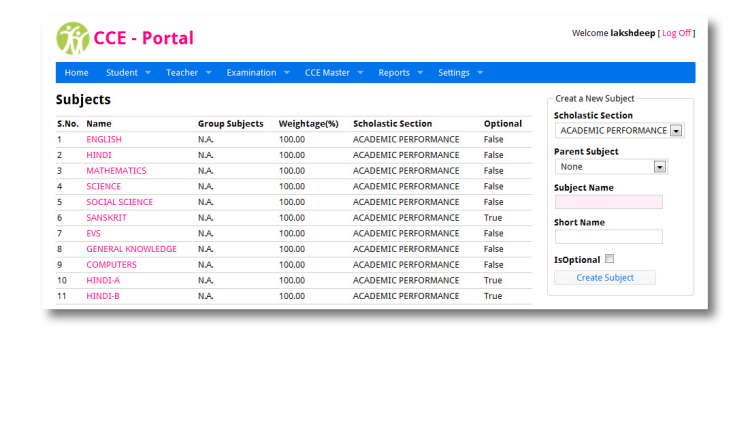 CCE - Portal
Welcome lakshdeep [ Log Off ]
Home Student Teacher Examination CCE Master Reports Settings
Subjects
S.No. Name Group Subjects Weightage(%) Scholastic Section Optional
1 ENGLISH N.A. 100.00 ACADEMIC PERFORMANCE False
2 HINDI N.A. 100.00 ACADEMIC PERFORMANCE False
3 MATHEMATICS N.A. 100.00 ACADEMIC PERFORMANCE False
4 SCIENCE N.A. 100.00 ACADEMIC PERFORMANCE False
5 SOCIAL SCIENCE N.A. 100.00 ACADEMIC PERFORMANCE False
6 SANSKRIT N.A. 100.00 ACADEMIC PERFORMANCE True
7 EVS N.A. 100.00 ACADEMIC PERFORMANCE False
8 GENERAL KNOWLEDGE N.A. 100.00 ACADEMIC PERFORMANCE False
9 COMPUTERS N.A. 100.00 ACADEMIC PERFORMANCE False
10 HINDI-A N.A. 100.00 ACADEMIC PERFORMANCE True
11 HINDI-B N.A. 100.00 ACADEMIC PERFORMANCE True
Creat a New Subject
Scholastic Section
ACADEMIC PERFORMANCE
Parent Subject
None
Subject Name
Short Name
IsOptional
Create Subject